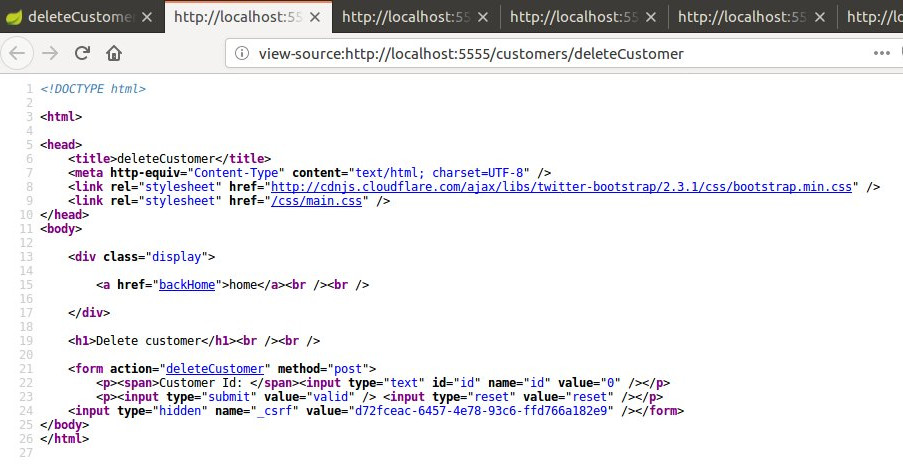 deleteCustomer
http://localhost:55
http://localhost:55
http://localhost:55
http://localhost:55
http://lo
view-source:http://localhost:5555/customers/deleteCustomer
1 <!DOCTYPE html>
2
3 <html>
4
5 <head>
6 <title>deleteCustomer</title>
7 <meta http-equiv="Content-Type" content="text/html; charset=UTF-8" />
8 <link rel="stylesheet" href="http://cdnjs.cloudflare.com/ajax/libs/twitter-bootstrap/2.3.1/css/bootstrap.min.css" />
9 <link rel="stylesheet" href="/css/main.css" />
10 </head>
11 <body>
12
13 <div class="display">
14
15 <a href="backHome">home</a><br /><br />
16
17 </div>
18
19 <h1>Delete customer</h1><br /><br />
20
21 <form action="deleteCustomer" method="post">
22 <p><span>Customer Id: </span><input type="text" id="id" name="id" value="0" /></p>
23 <p><input type="submit" value="valid" /> <input type="reset" value="reset" /></p>
24 <input type="hidden" name="_csrf" value="d72fceac-6457-4e78-93c6-ffd766a182e9" /></form>
25 </body>
26 </html>
27